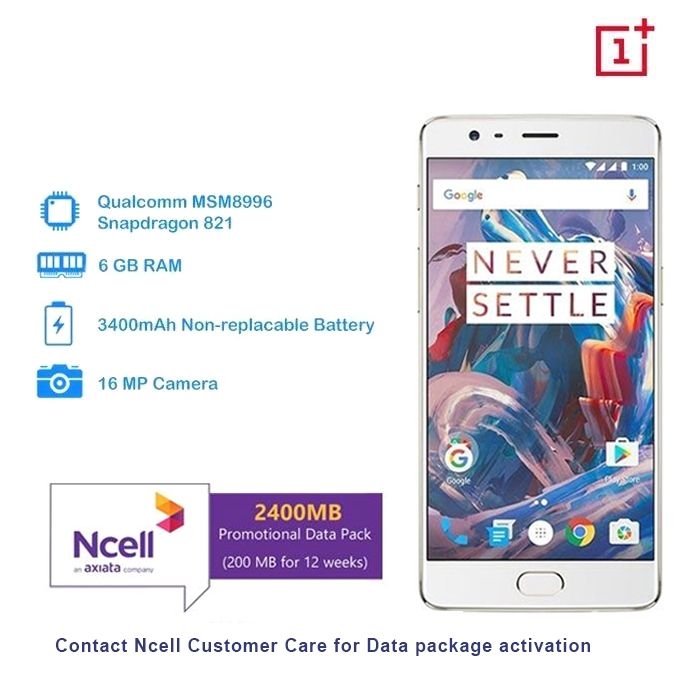 1+
Qualcomm MSM8996
Snapdragon 821
6 GB RAM
3400mAh Non-replacable Battery
16 MP Camera
1:00
Google
NEVER
SETTLE
Google
Play Store
Ncell
an axiata company
2400MB
Promotional Data Pack
(200 MB for 12 weeks)
Contact Ncell Customer Care for Data package activation